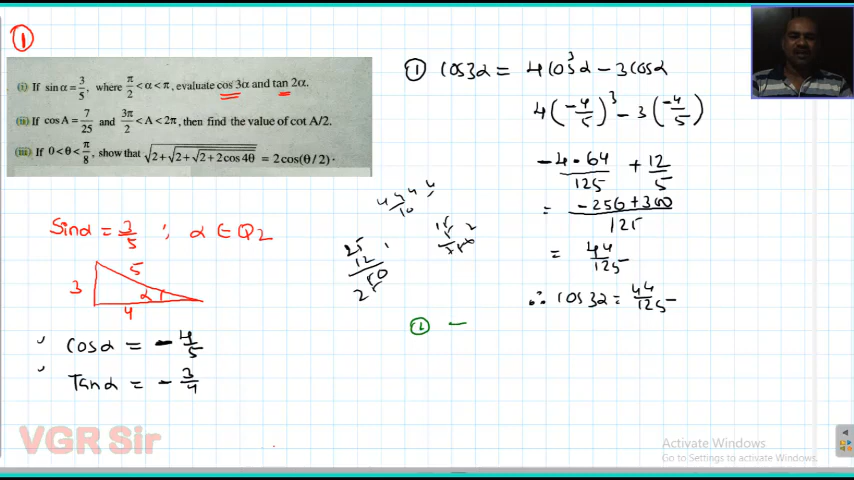 ①
(i) If sin α = 3/5, where π/2 < α < π, evaluate cos 3α and tan 2α.
(ii) If cos A = 7/25 and 3π/2 < A < 2π, then find the value of cot A/2.
(iii) If 0 < θ < π/8, show that √(2+√(2+√(2+2cos 4θ))) = 2cos(θ/2).
Sinα = 3/5 ; α ∈ Q2
3
5
α
4
Cosα = -4/5
Tanα = -3/4
① Cos3α = 4Cos³α - 3Cosα
4(-4/5)³ - 3(-4/5)
-4·64/125 + 12/5
= -256+300/125
= 44/125
∴ Cos3α = 44/125
25
12
50
25
② -
VGR Sir
Activate Windows
Go to Settings to activate Windows.